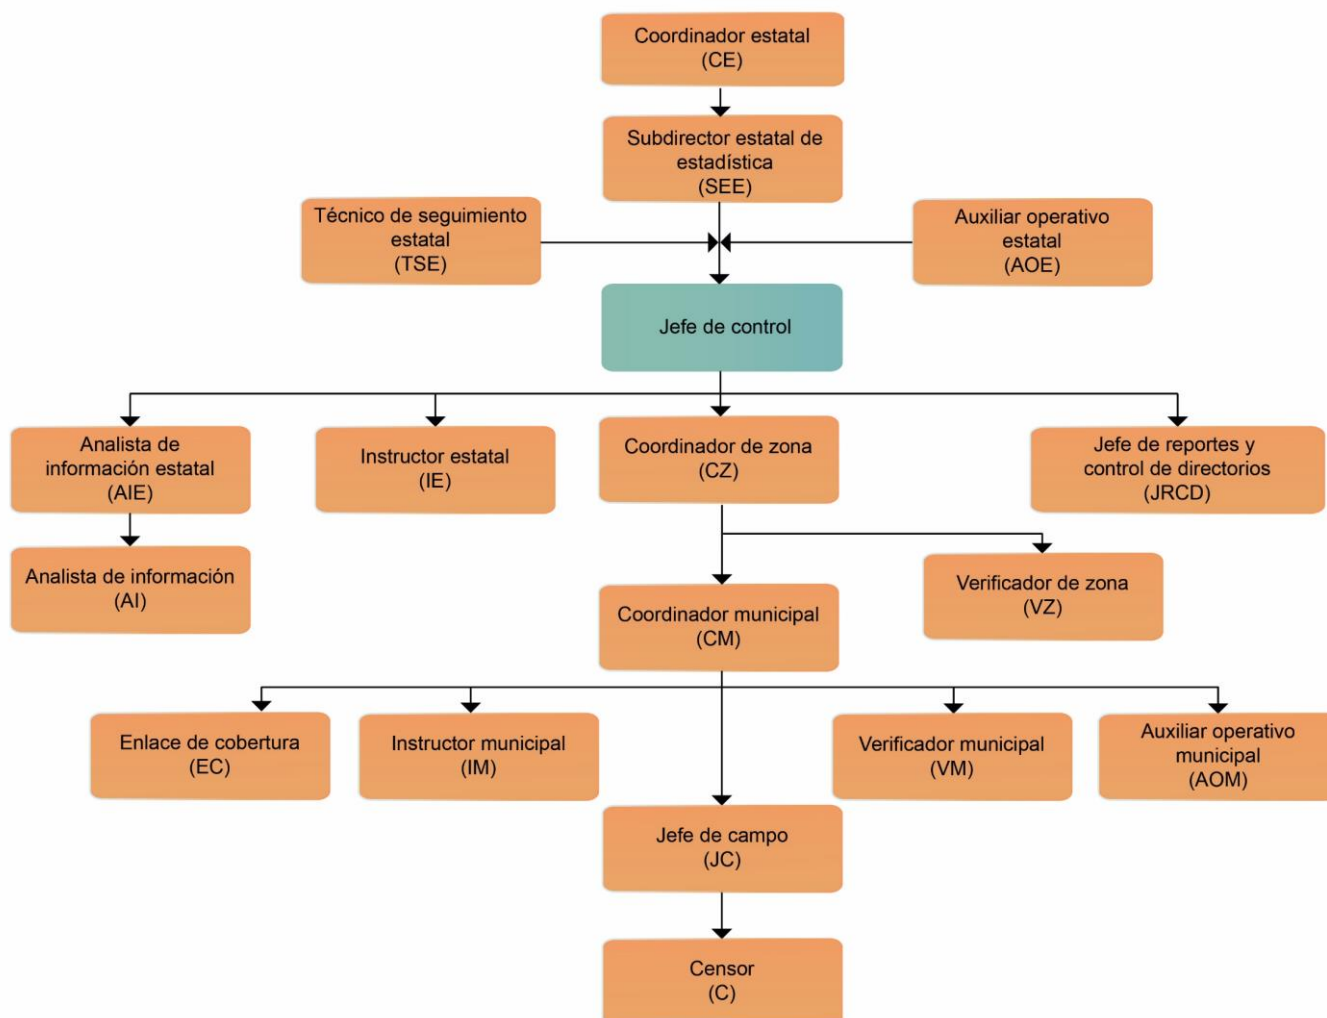 Coordinador estatal
(CE)
Subdirector estatal de
estadística
(SEE)
Técnico de seguimiento
estatal
(TSE)
Auxiliar operativo
estatal
(AOE)
Jefe de control
Analista de
información estatal
(AIE)
Instructor estatal
(IE)
Coordinador de zona
(CZ)
Jefe de reportes y
control de directorios
(JRCD)
Analista de información
(AI)
Verificador de zona
(VZ)
Coordinador municipal
(CM)
Enlace de cobertura
(EC)
Instructor municipal
(IM)
Verificador municipal
(VM)
Auxiliar operativo
municipal
(AOM)
Jefe de campo
(JC)
Censor
(C)